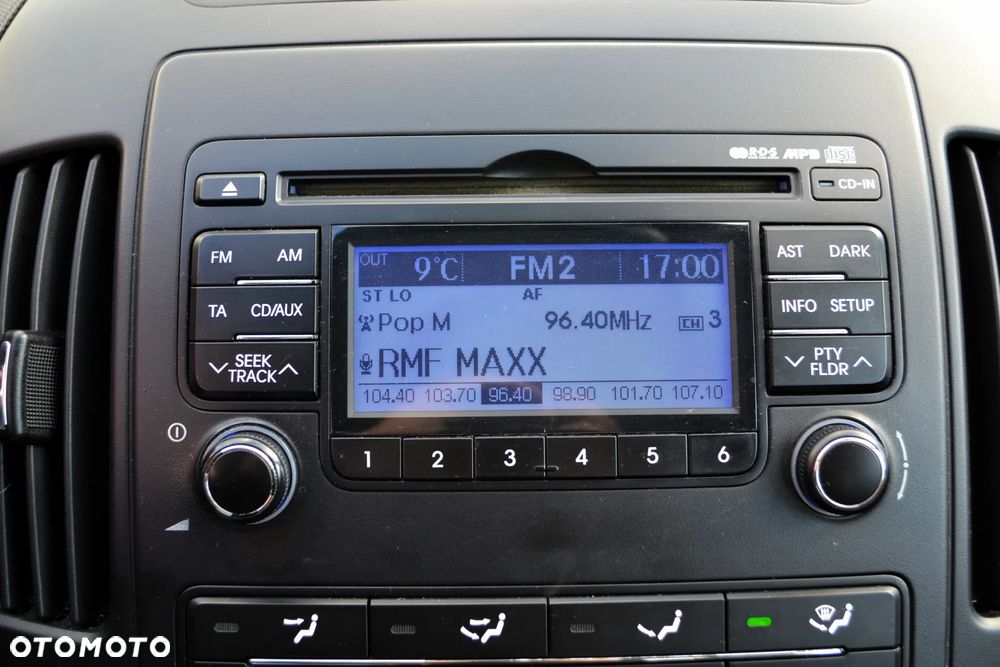 R·D·S MP3 disc
CD-IN
FM AM
TA CD/AUX
SEEK
TRACK
OUT 9°C FM2 17:00
ST LO AF
Pop M 96.40MHz CH 3
RMF MAXX
104.40 103.70 96.40 98.90 101.70 107.10
AST DARK
INFO SETUP
PTY
FLDR
1 2 3 4 5 6
OTOMOTO